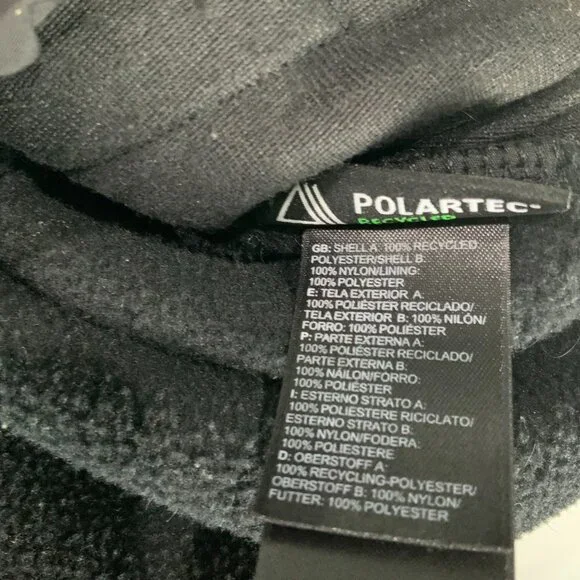 POLARTEC®
RECYCLED
GB: SHELL A: 100% RECYCLED
POLYESTER/SHELL B:
100% NYLON/LINING:
100% POLYESTER
E: TELA EXTERIOR A:
100% POLIÉSTER RECICLADO/
TELA EXTERIOR B: 100% NILÓN/
FORRO: 100% POLIÉSTER
P: PARTE EXTERNA A:
100% POLIÉSTER RECICLADO/
PARTE EXTERNA B:
100% NÁILON/FORRO:
100% POLIÉSTER
I: ESTERNO STRATO A:
100% POLIESTERE RICICLATO/
ESTERNO STRATO B:
100% NYLON/FODERA:
100% POLIESTERE
D: OBERSTOFF A:
100% RECYCLING-POLYESTER/
OBERSTOFF B: 100% NYLON/
FUTTER: 100% POLYESTER